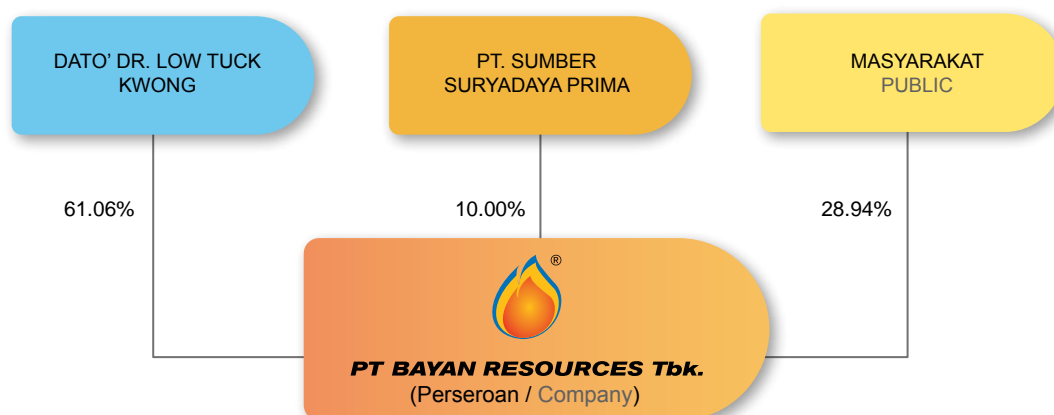 DATO' DR. LOW TUCK
KWONG
PT. SUMBER
SURYADAYA PRIMA
MASYARAKAT
PUBLIC
61.06%
10.00%
28.94%
®
PT BAYAN RESOURCES Tbk.
(Perseroan / Company)